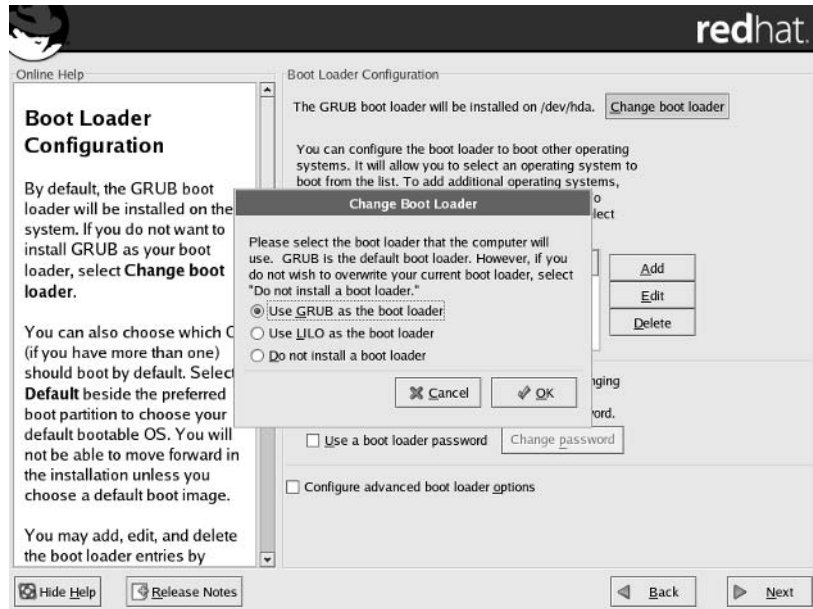 redhat.
Online Help
Boot Loader
Configuration
By default, the GRUB boot
loader will be installed on the
system. If you do not want to
install GRUB as your boot
loader, select Change boot
loader.
You can also choose which
(if you have more than one)
should boot by default. Select
Default beside the preferred
boot partition to choose your
default bootable OS. You will
not be able to move forward in
the installation unless you
choose a default boot image.
You may add, edit, and delete
the boot loader entries by
Boot Loader Configuration
The GRUB boot loader will be installed on /dev/hda.
Change boot loader
You can configure the boot loader to boot other operating
systems. It will allow you to select an operating system to
boot from the list. To add additional operating systems,
Change Boot Loader
Please select the boot loader that the computer will
use. GRUB is the default boot loader. However, if you
do not wish to overwrite your current boot loader, select
"Do not install a boot loader."
Use GRUB as the boot loader
Use LILO as the boot loader
Do not install a boot loader
Cancel
OK
Add
Edit
Delete
Use a boot loader password
Change password
Configure advanced boot loader options
Hide Help
Release Notes
Back
Next